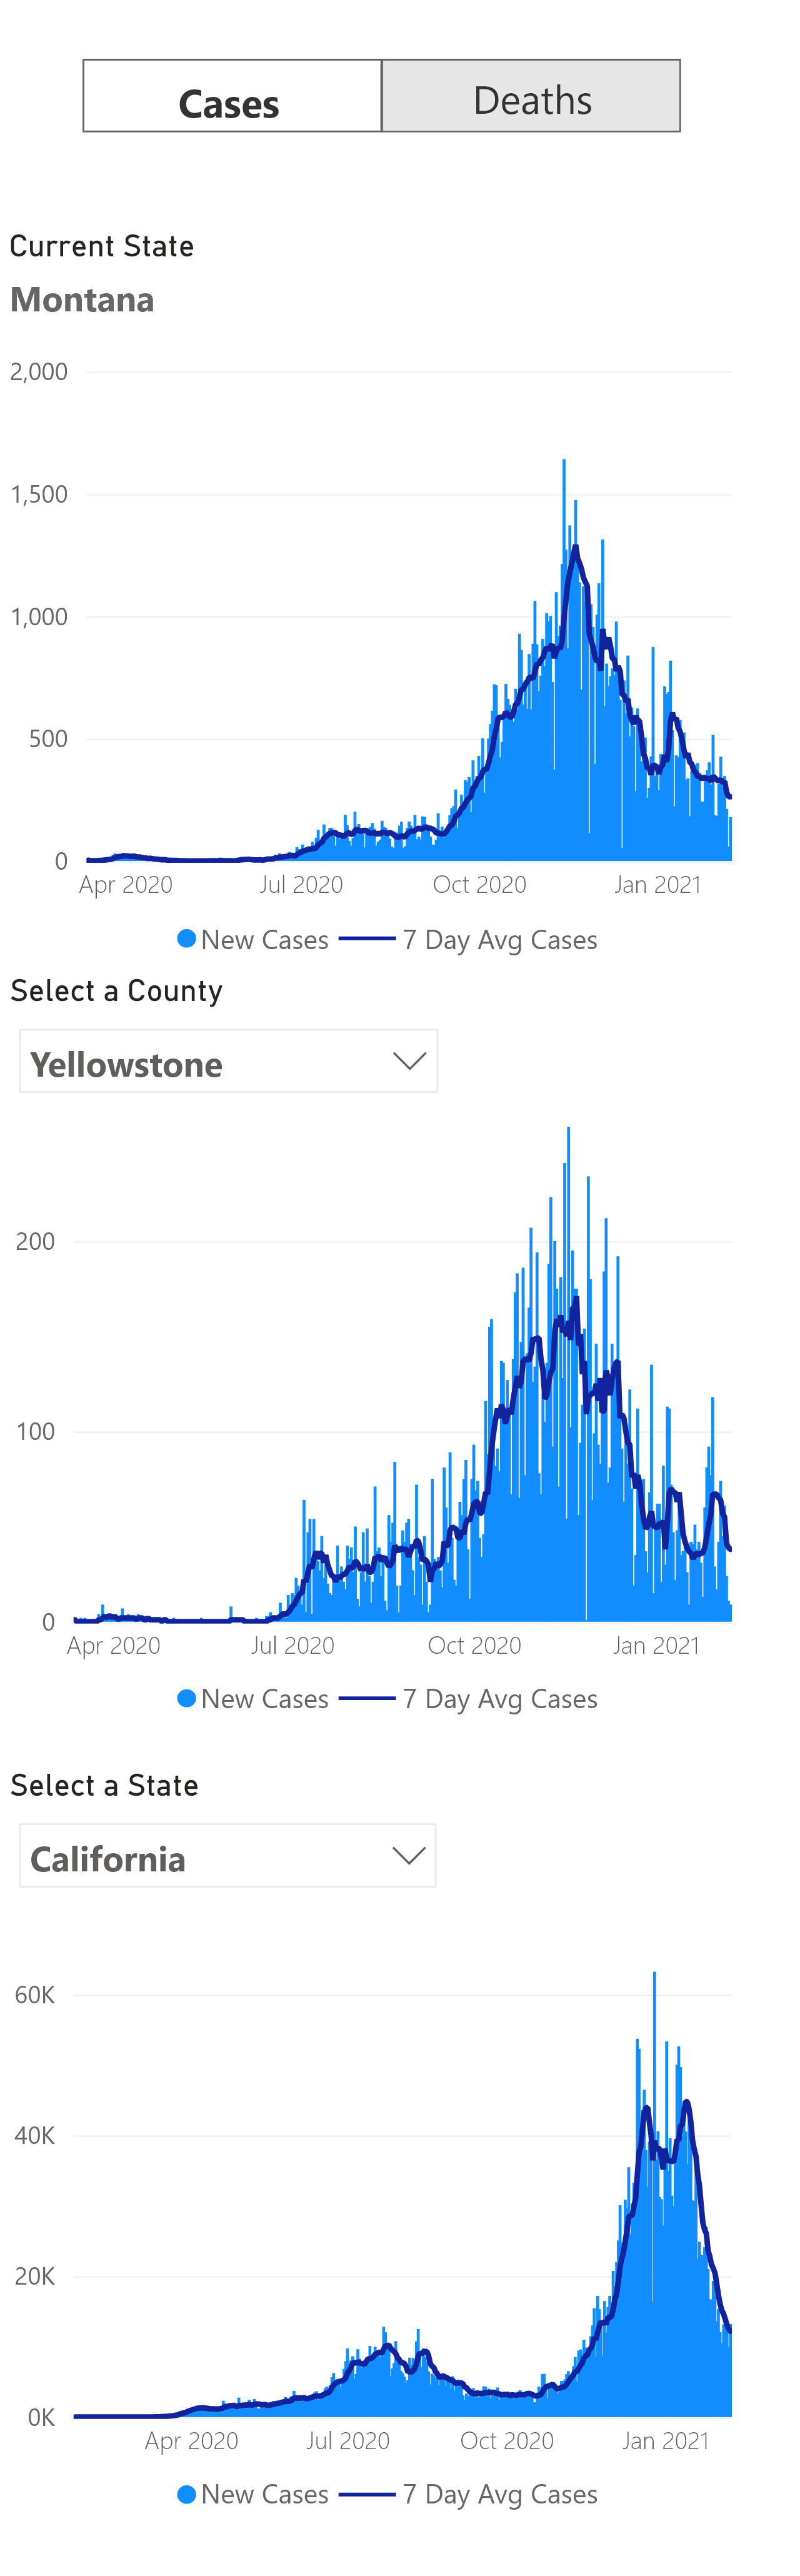 Cases Deaths
Current State
Montana
2,000
1,500
1,000
500
0
Apr 2020 Jul 2020 Oct 2020 Jan 2021
New Cases 7 Day Avg Cases
Select a County
Yellowstone
200
100
0
Apr 2020 Jul 2020 Oct 2020 Jan 2021
New Cases 7 Day Avg Cases
Select a State
California
60K
40K
20K
0K
Apr 2020 Jul 2020 Oct 2020 Jan 2021
New Cases 7 Day Avg Cases